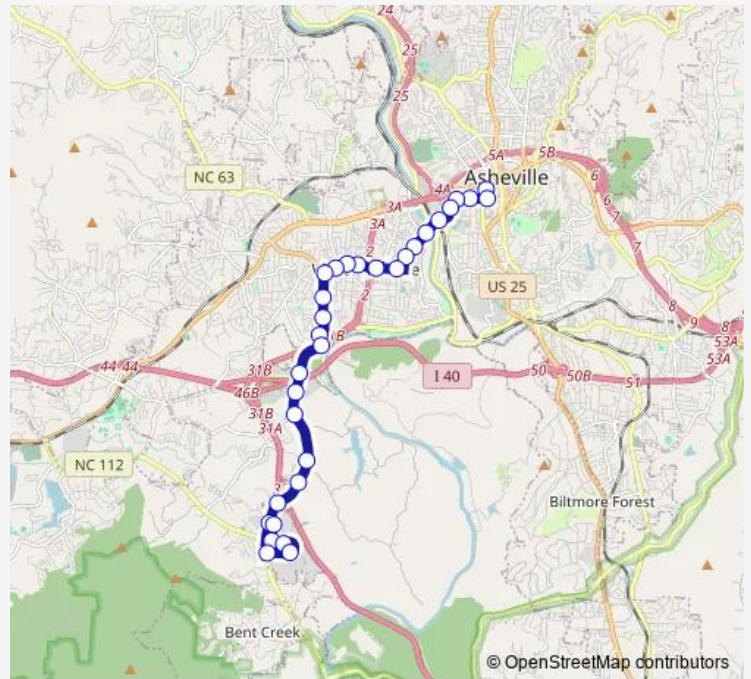 24
25
25
NC 63
5A
5B
Asheville
4A
6
6
3A
3A
7
7
2
e
US 25
2
8
9
8
53A
53A
1B
31B
44 44
46B
I 40
50
50B
51
31B
31A
NC 112
3
Biltmore Forest
Bent Creek
© OpenStreetMap contributors